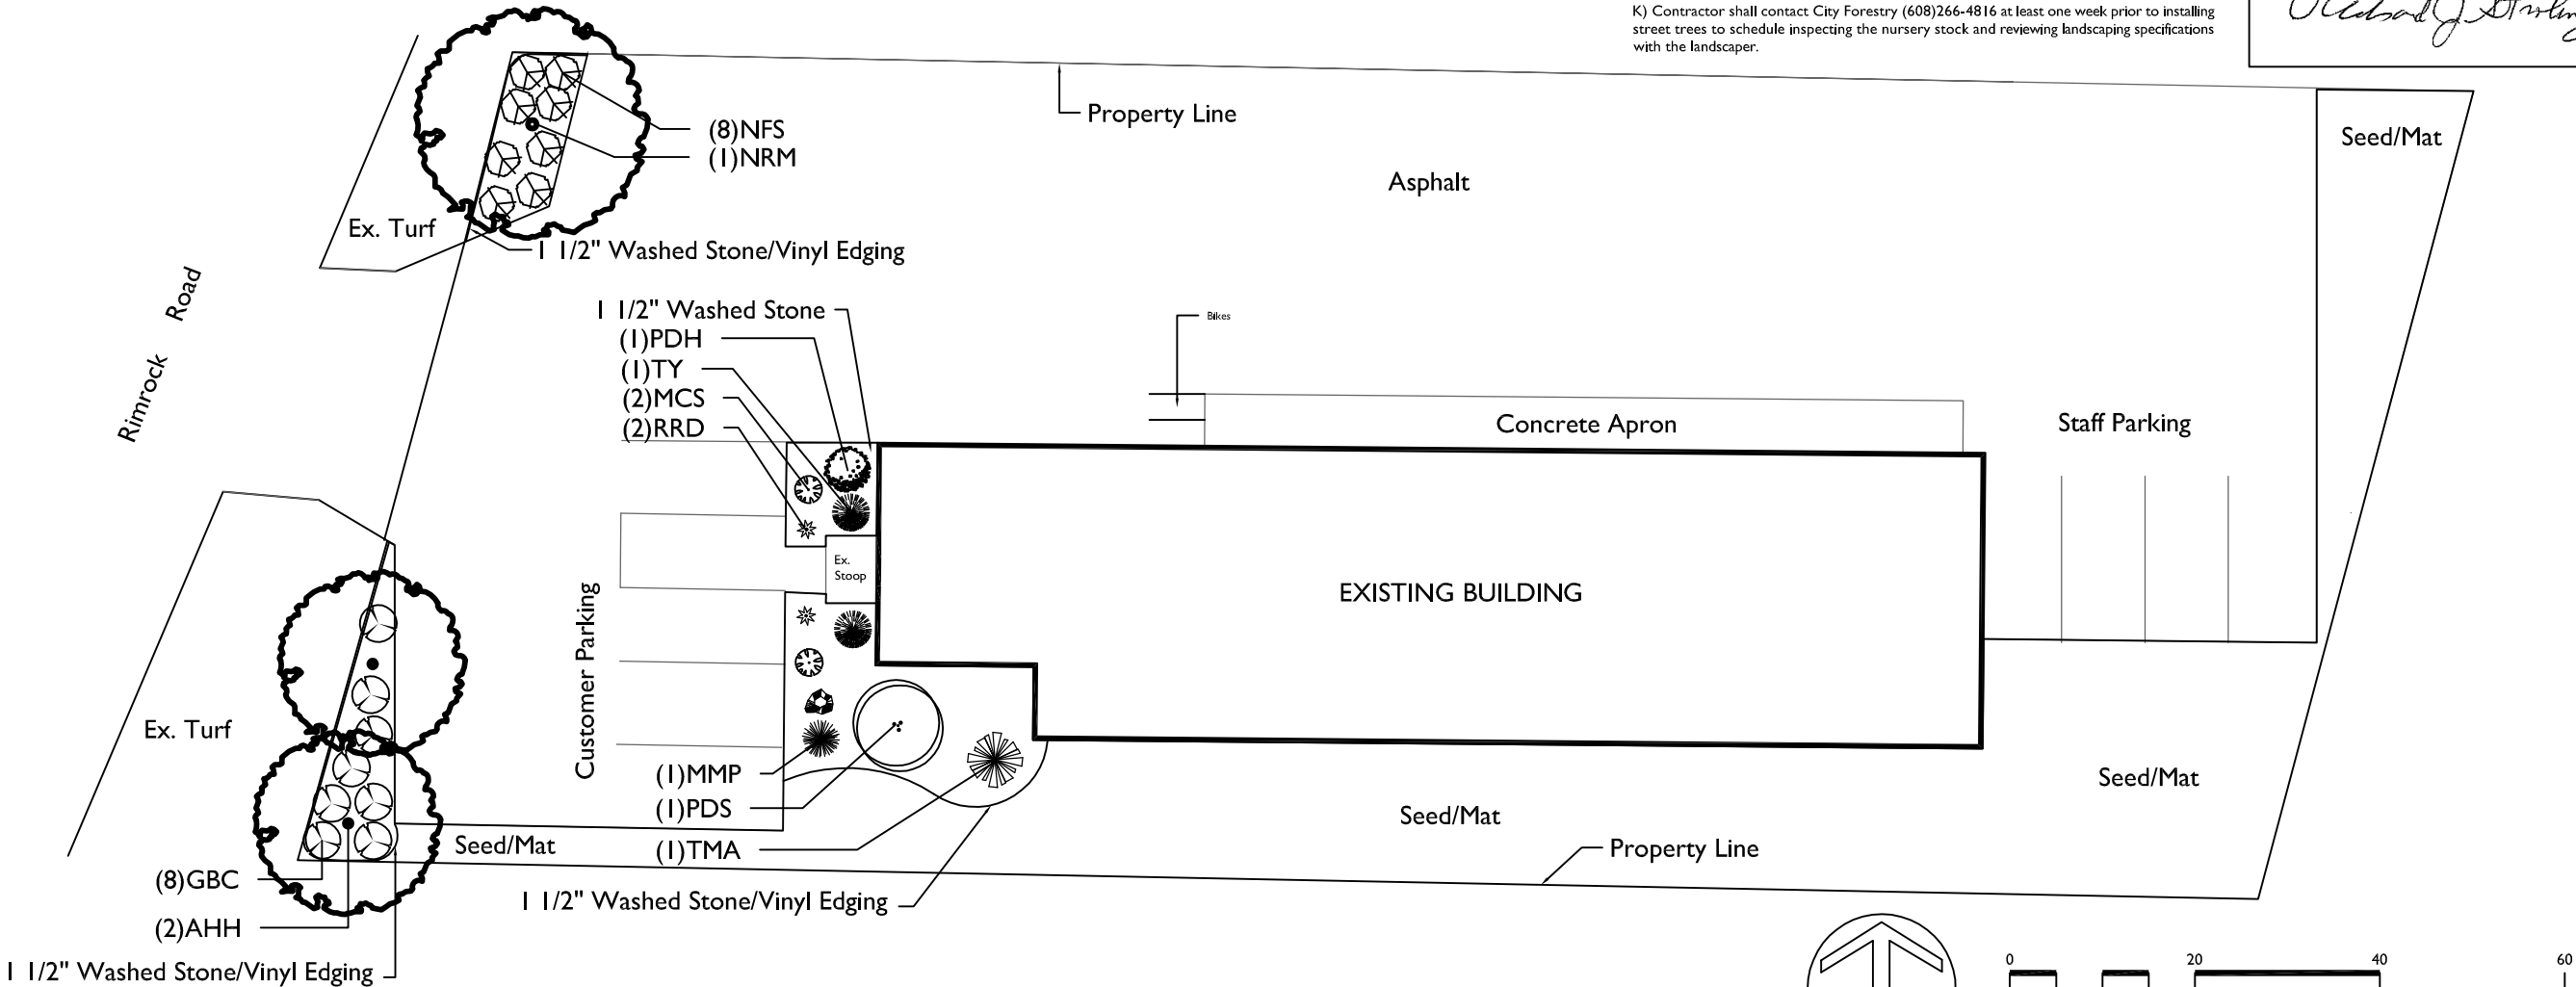 K) Contractor shall contact City Forestry (608)266-4816 at least one week prior to installing
street trees to schedule inspecting the nursery stock and reviewing landscaping specifications
with the landscaper.
Property Line
(8)NFS
(1)NRM
Seed/Mat
Asphalt
Ex. Turf
1 1/2" Washed Stone/Vinyl Edging
Rimrock Road
1 1/2" Washed Stone
(1)PDH
(1)TY
(2)MCS
(2)RRD
Bikes
Concrete Apron
Staff Parking
Ex.
Stoop
EXISTING BUILDING
Customer Parking
Ex. Turf
(1)MMP
(1)PDS
(1)TMA
Seed/Mat
Seed/Mat
Seed/Mat
Property Line
(8)GBC
(2)AHH
1 1/2" Washed Stone/Vinyl Edging
1 1/2" Washed Stone/Vinyl Edging
0 20 40 60